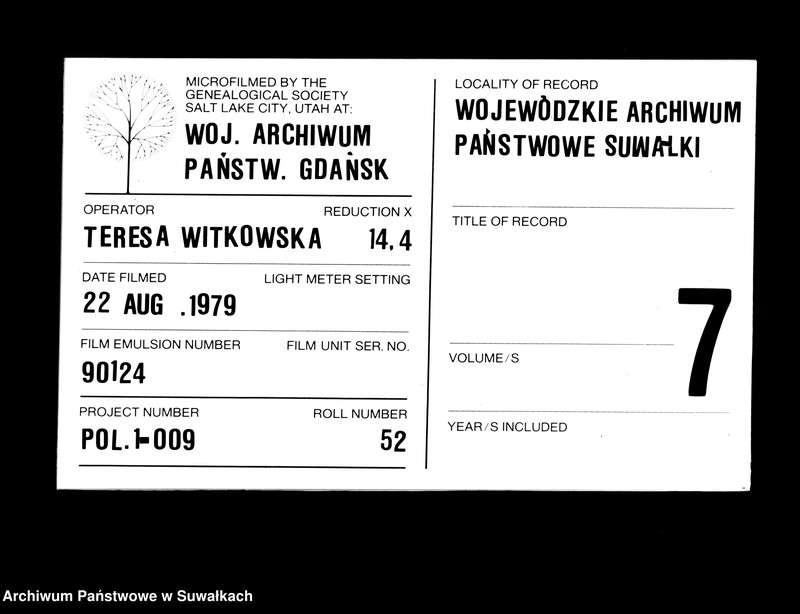 MICROFILMED BY THE
GENEALOGICAL SOCIETY
SALT LAKE CITY, UTAH AT:
WOJ. ARCHIWUM
PAŃSTW. GDAŃSK
OPERATOR REDUCTION X
TERESA WITKOWSKA 14.4
DATE FILMED LIGHT METER SETTING
22 AUG .1979
FILM EMULSION NUMBER FILM UNIT SER. NO.
90124
PROJECT NUMBER ROLL NUMBER
POL.1-009 52
LOCALITY OF RECORD
WOJEWÓDZKIE ARCHIWUM
PAŃSTWOWE SUWAŁKI
TITLE OF RECORD
7
VOLUME/S
YEAR/S INCLUDED
Archiwum Państwowe w Suwałkach